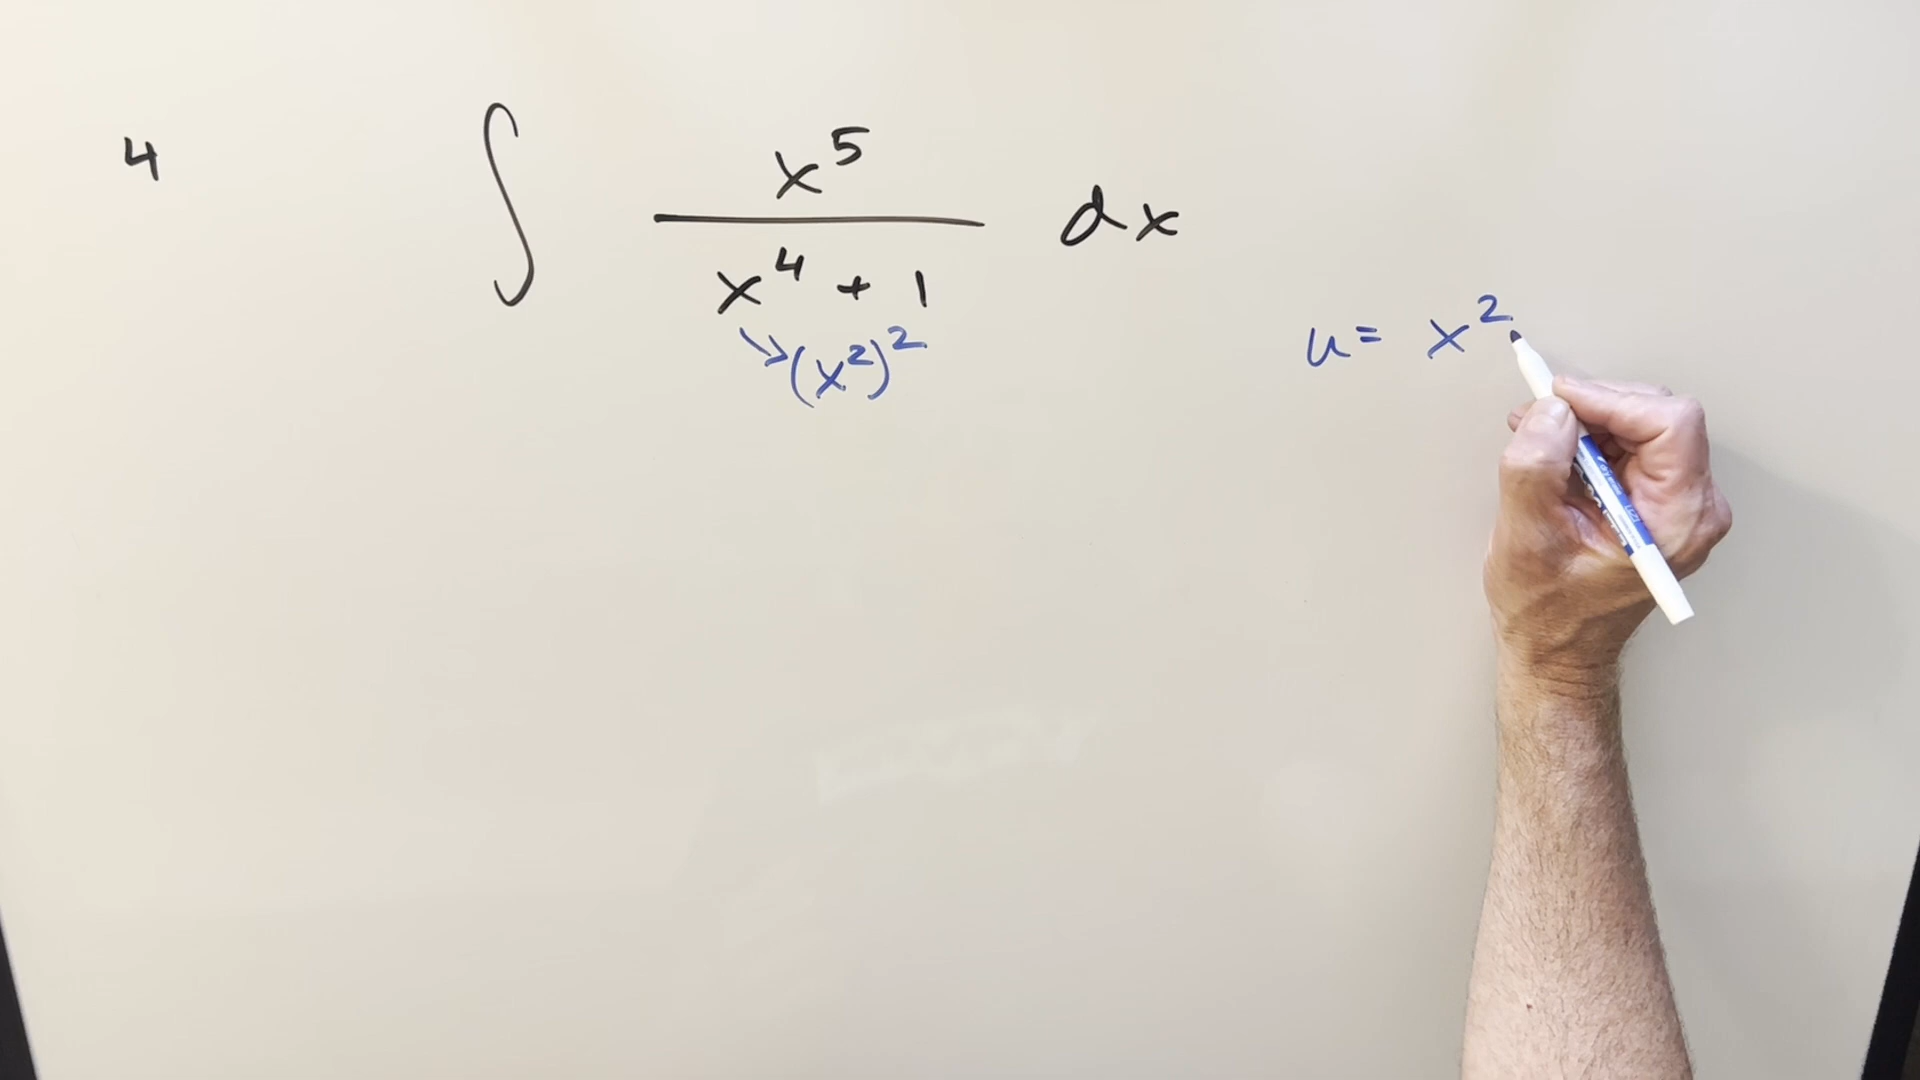 4 ∫ x⁵ / (x⁴ + 1) dx
↘ (x²)²
u = x²